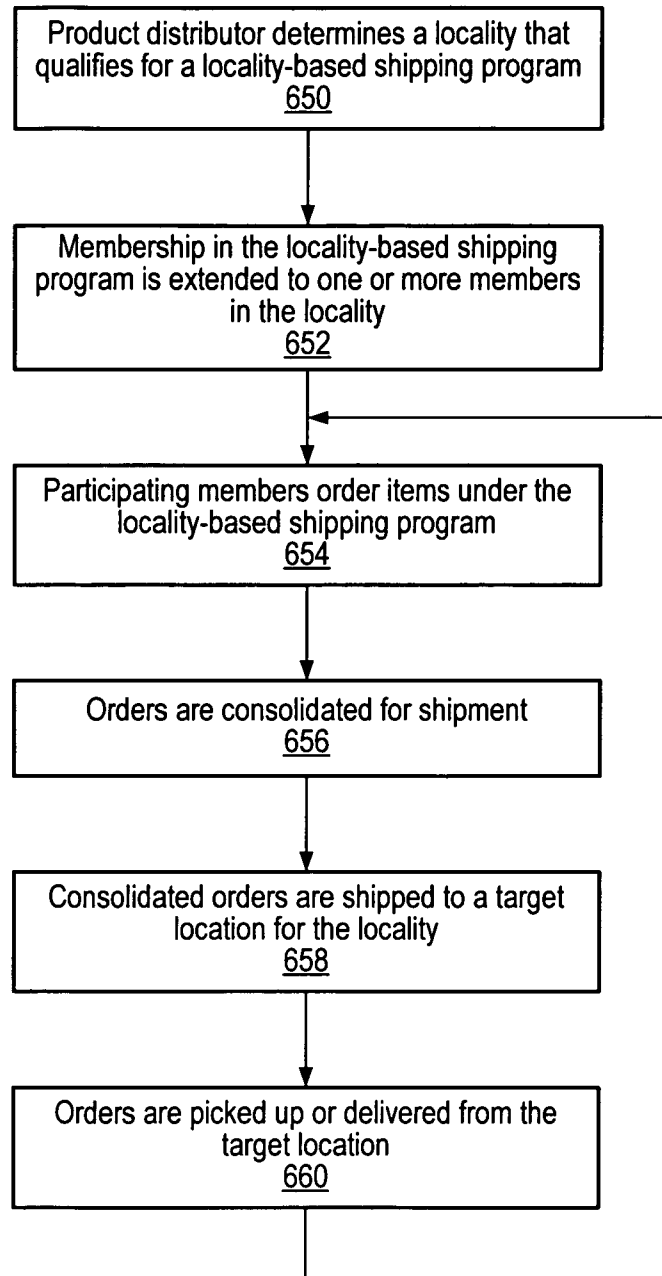 Product distributor determines a locality that
qualifies for a locality-based shipping program
650
Membership in the locality-based shipping
program is extended to one or more members
in the locality
652
Participating members order items under the
locality-based shipping program
654
Orders are consolidated for shipment
656
Consolidated orders are shipped to a target
location for the locality
658
Orders are picked up or delivered from the
target location
660